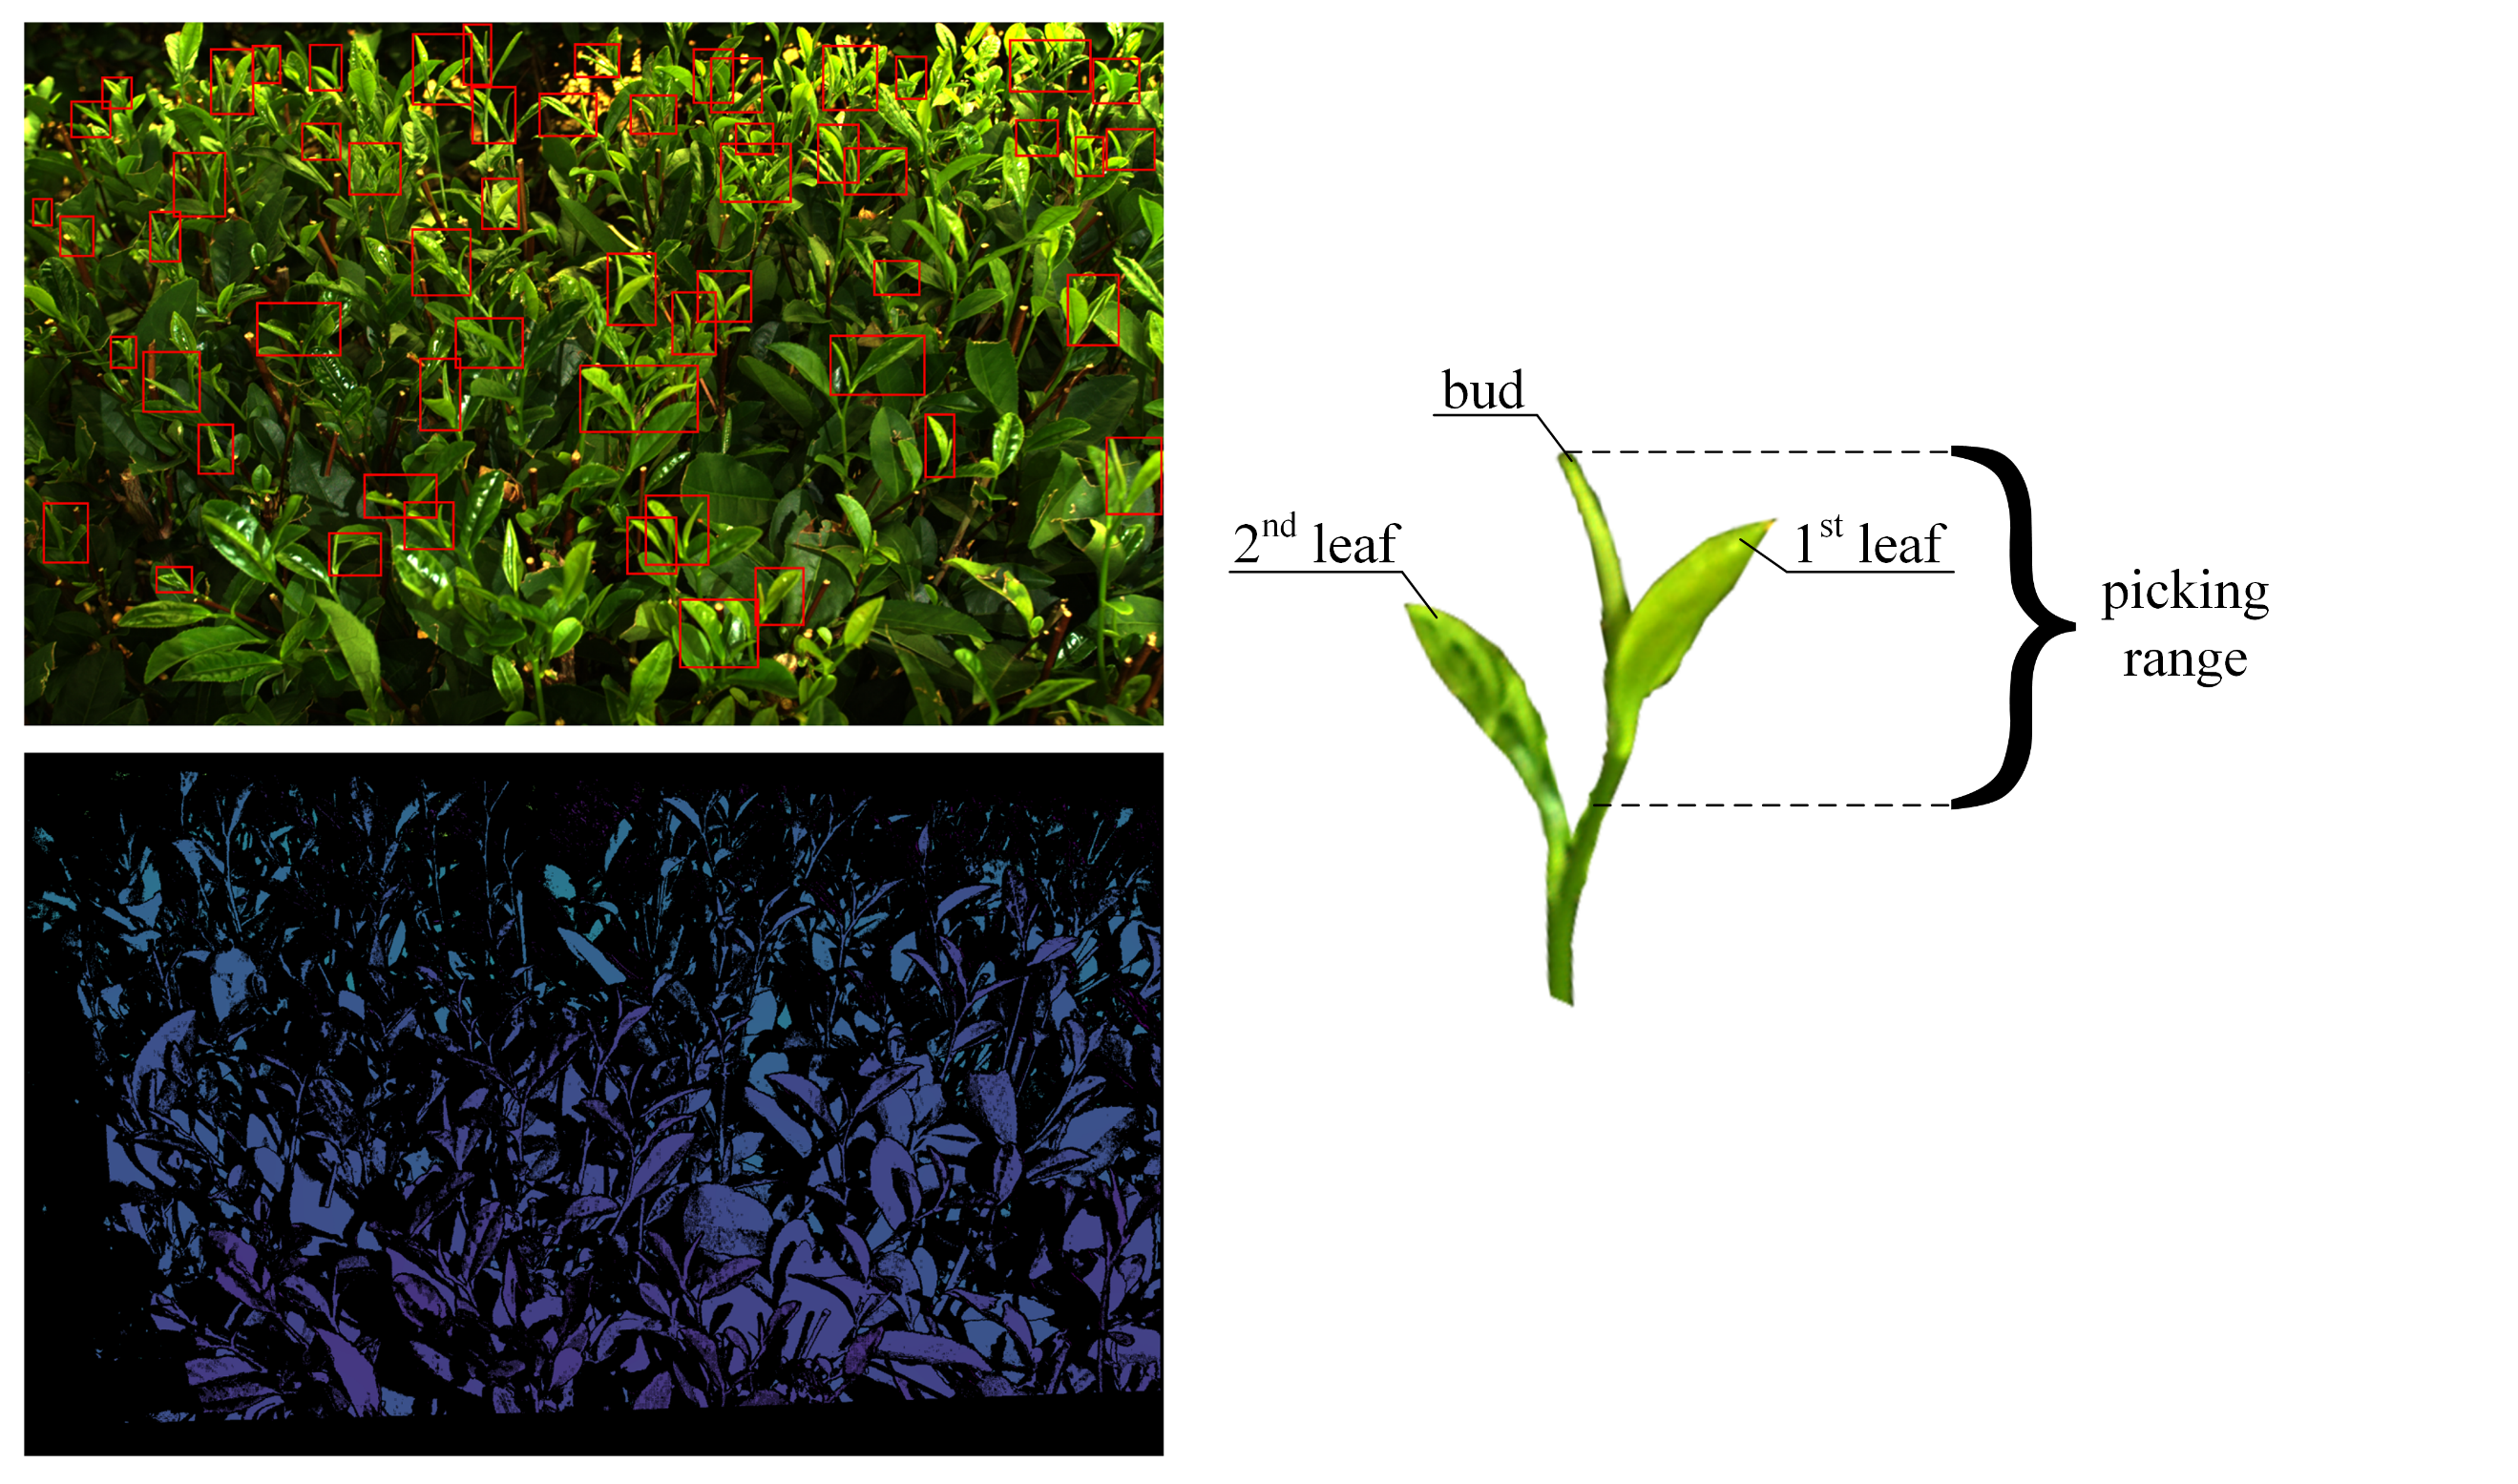 bud
2nd leaf
1st leaf
picking
range